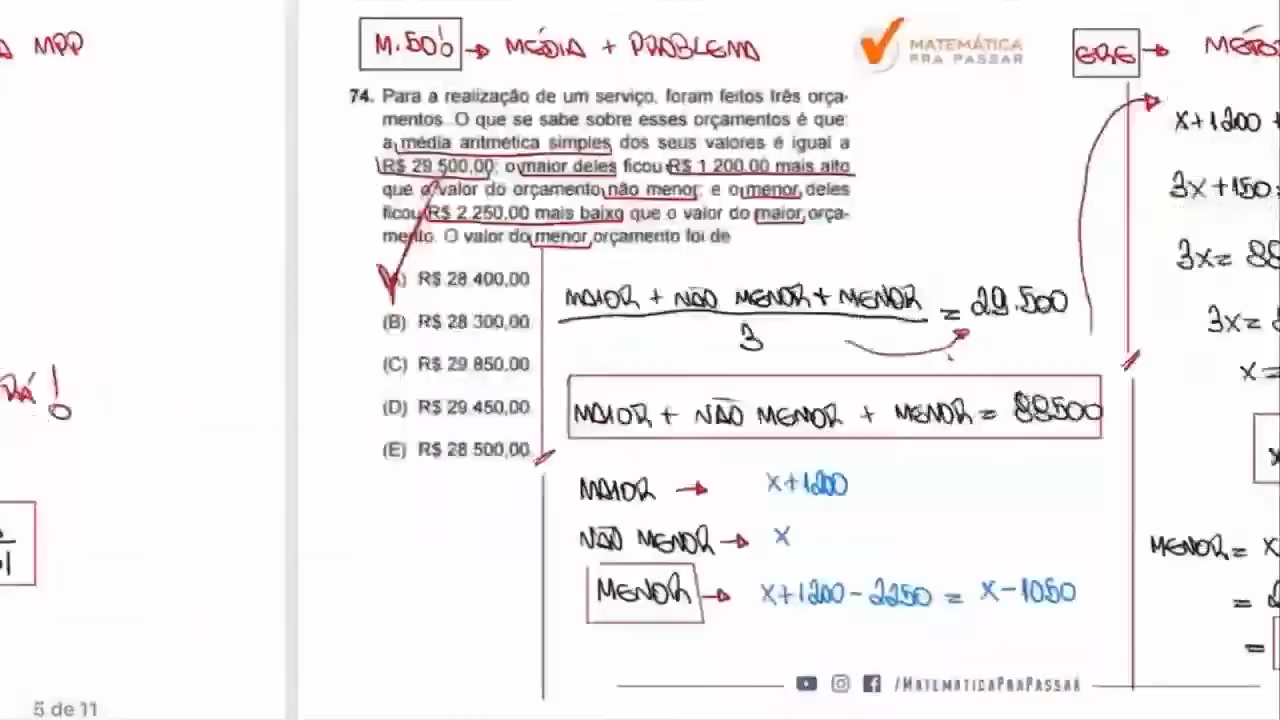 MPP
M.50% → MÉDIA + PROBLEMA
MATEMÁTICA
PRA PASSAR
74. Para a realização de um serviço, foram feitos três orça-
mentos. O que se sabe sobre esses orçamentos é que:
a média aritmética simples dos seus valores é igual a
R$ 29.500,00; o maior deles ficou R$ 1.200,00 mais alto
que o valor do orçamento não menor; e o menor deles
ficou R$ 2.250,00 mais baixo que o valor do maior orça-
mento. O valor do menor orçamento foi de
R$ 28.400,00
(B) R$ 28.300,00
(C) R$ 29.850,00
(D) R$ 29.450,00
(E) R$ 28.500,00
MAIOR + NÃO MENOR + MENOR
3
= 29.500
MAIOR + NÃO MENOR + MENOR = 88500
MAIOR → x+1200
NÃO MENOR → x
MENOR → x+1200-2250 = x-1050
x+1200 +
3x+150
3x=
3x=
x=
MENOR= x
=
=
/MATEMATICAPRAPASSAR
5 de 11